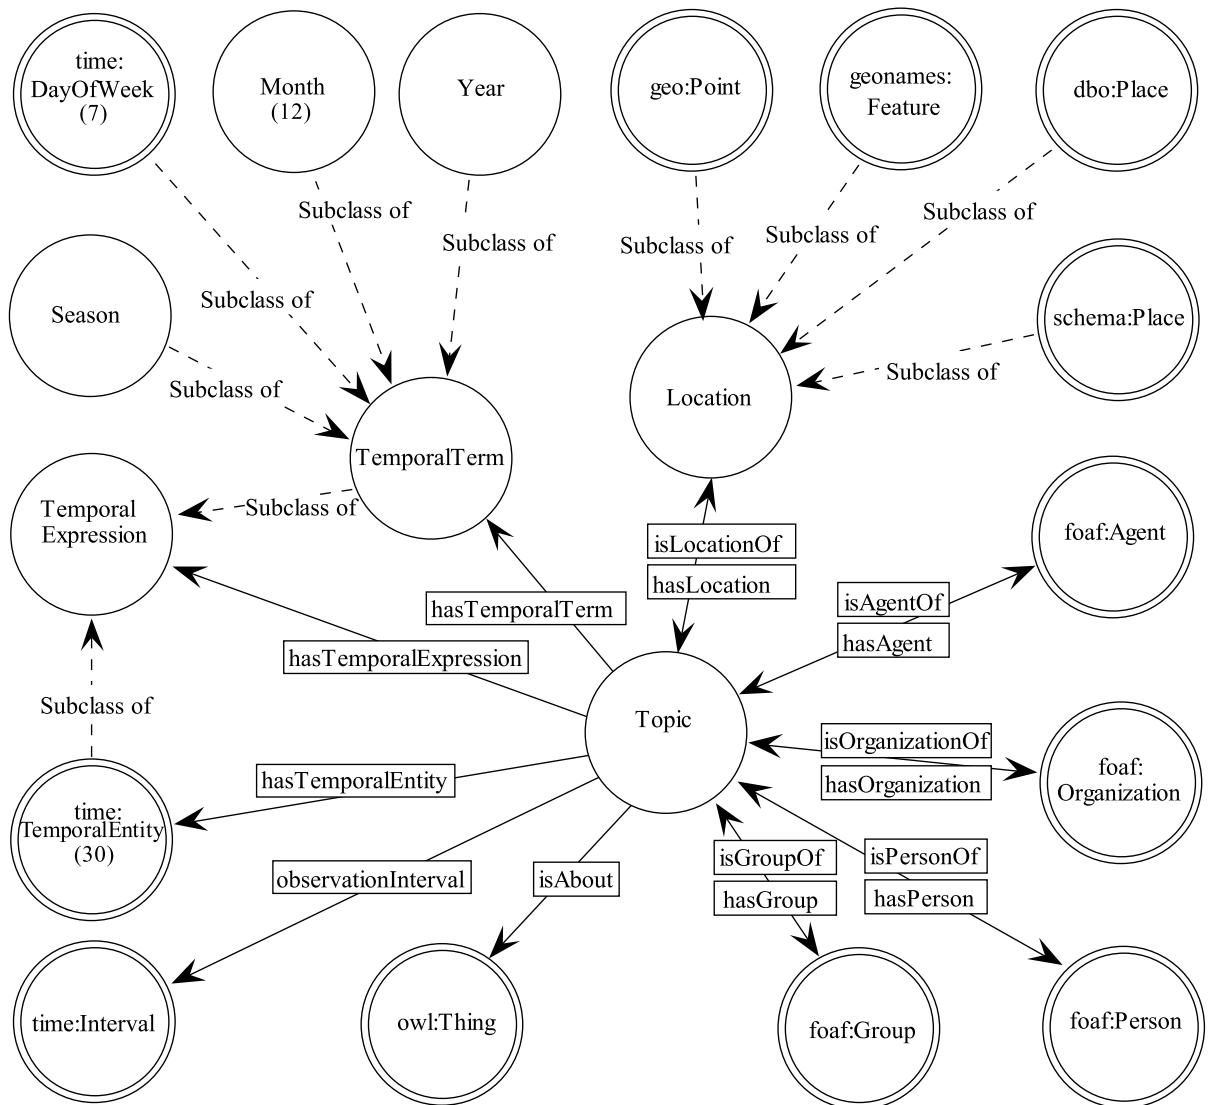 time:
DayOfWeek
(7)
Month
(12)
Year
geo:Point
geonames:
Feature
dbo:Place
Subclass of
Subclass of
Subclass of
Subclass of
Subclass of
Subclass of
Season
schema:Place
Subclass of
Subclass of
Location
TemporalTerm
Temporal
Expression
Subclass of
foaf:Agent
isLocationOf
hasLocation
hasTemporalTerm
isAgentOf
hasAgent
hasTemporalExpression
Subclass of
Topic
isOrganizationOf
hasOrganization
foaf:
Organization
hasTemporalEntity
time:
TemporalEntity
(30)
observationInterval
isAbout
isGroupOf
hasGroup
isPersonOf
hasPerson
time:Interval
owl:Thing
foaf:Group
foaf:Person